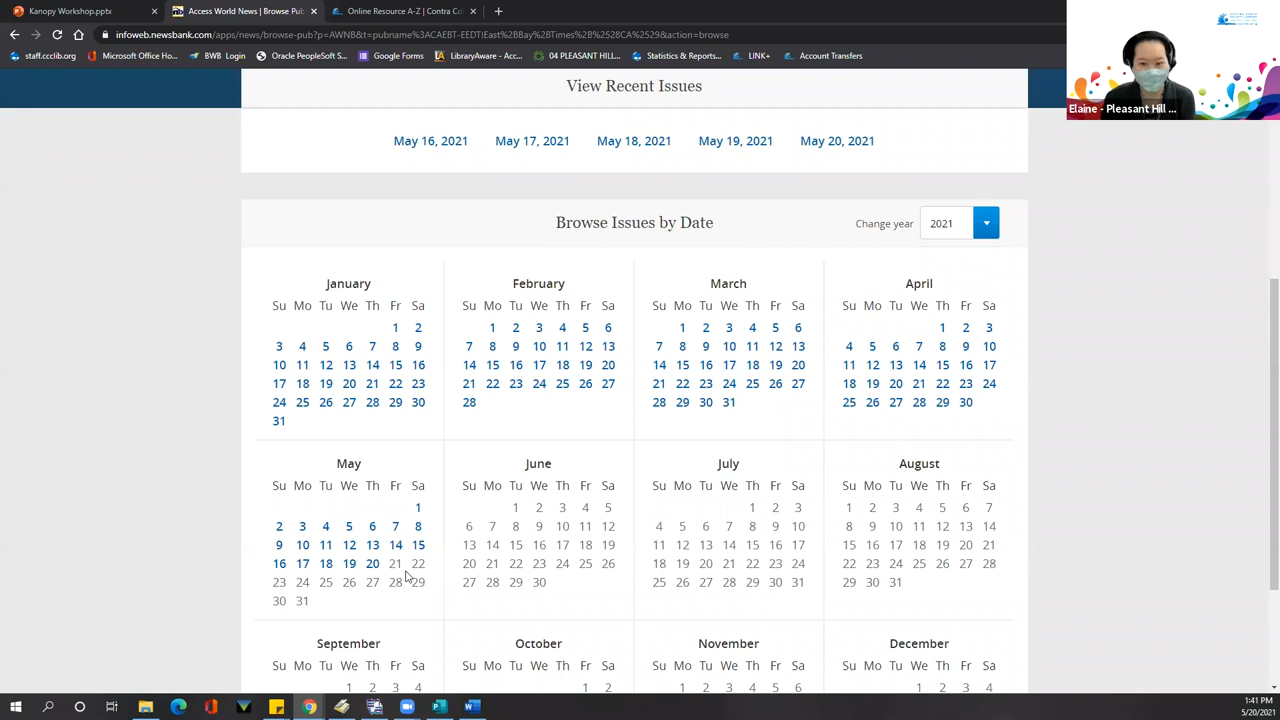 Kanopy Workshop.pptx
Access World News | Browse Pub
OneSource A-Z | Contra Co
infoweb.newsbank.com/apps/news/
staff.ccclib.org
Microsoft Office Ho...
BWB Login
Oracle PeopleSoft S...
Google Forms
04 PLEASANT HILL...
Statistics & Decisions...
LINK+
Account Transfers
Elaine - Pleasant Hill ...
View Recent Issues
May 16, 2021 May 17, 2021 May 18, 2021 May 19, 2021 May 20, 2021
Browse Issues by Date Change year 2021
January February March April
Su Mo Tu We Th Fr Sa Su Mo Tu We Th Fr Sa Su Mo Tu We Th Fr Sa Su Mo Tu We Th Fr Sa
1 2 1 2 3 4 5 6 1 2 3 4 5 6 1 2 3
3 4 5 6 7 8 9 7 8 9 10 11 12 13 7 8 9 10 11 12 13 4 5 6 7 8 9 10
10 11 12 13 14 15 16 14 15 16 17 18 19 20 14 15 16 17 18 19 20 11 12 13 14 15 16 17
17 18 19 20 21 22 23 21 22 23 24 25 26 27 21 22 23 24 25 26 27 18 19 20 21 22 23 24
24 25 26 27 28 29 30 28 28 29 30 31 25 26 27 28 29 30
31
May June July August
Su Mo Tu We Th Fr Sa Su Mo Tu We Th Fr Sa Su Mo Tu We Th Fr Sa Su Mo Tu We Th Fr Sa
1 1 2 3 4 5 1 2 3 1 2 3 4 5 6 7
2 3 4 5 6 7 8 6 7 8 9 10 11 12 4 5 6 7 8 9 10 8 9 10 11 12 13 14
9 10 11 12 13 14 15 13 14 15 16 17 18 19 11 12 13 14 15 16 17 15 16 17 18 19 20 21
16 17 18 19 20 21 22 20 21 22 23 24 25 26 18 19 20 21 22 23 24 22 23 24 25 26 27 28
23 24 25 26 27 28 29 27 28 29 30 25 26 27 28 29 30 31 29 30 31
30 31
September October November December
Su Mo Tu We Th Fr Sa Su Mo Tu We Th Fr Sa Su Mo Tu We Th Fr Sa Su Mo Tu We Th Fr Sa
1 2 3 4 1 2 1 2 3 4 5 6 1 2 3 4
1:41 PM
5/20/2021